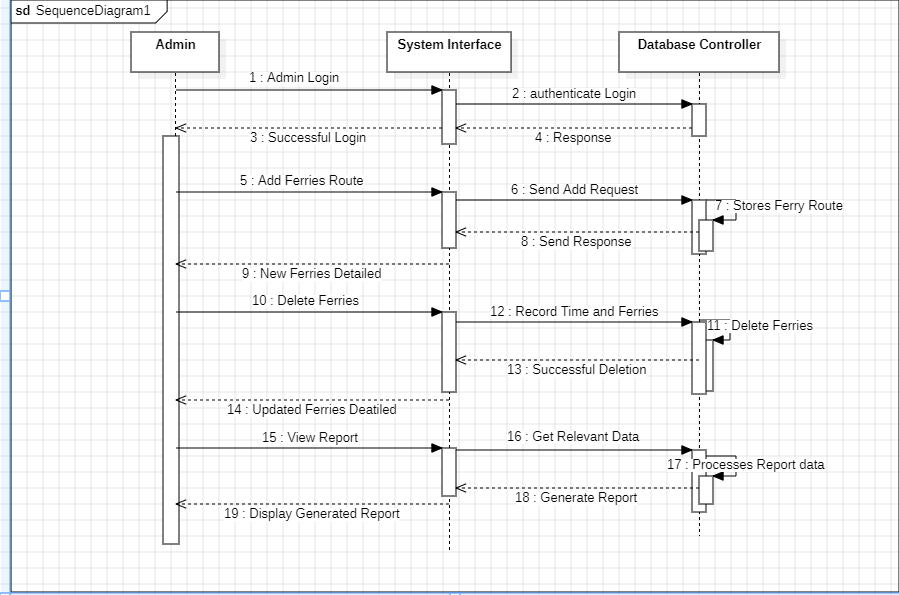 sd SequenceDiagram1
Admin
System Interface
Database Controller
1 : Admin Login
2 : authenticate Login
3 : Successful Login
4 : Response
5 : Add Ferries Route
6 : Send Add Request
7 : Stores Ferry Route
8 : Send Response
9 : New Ferries Detailed
10 : Delete Ferries
12 : Record Time and Ferries
11 : Delete Ferries
13 : Successful Deletion
14 : Updated Ferries Deatiled
15 : View Report
16 : Get Relevant Data
17 : Processes Report data
18 : Generate Report
19 : Display Generated Report